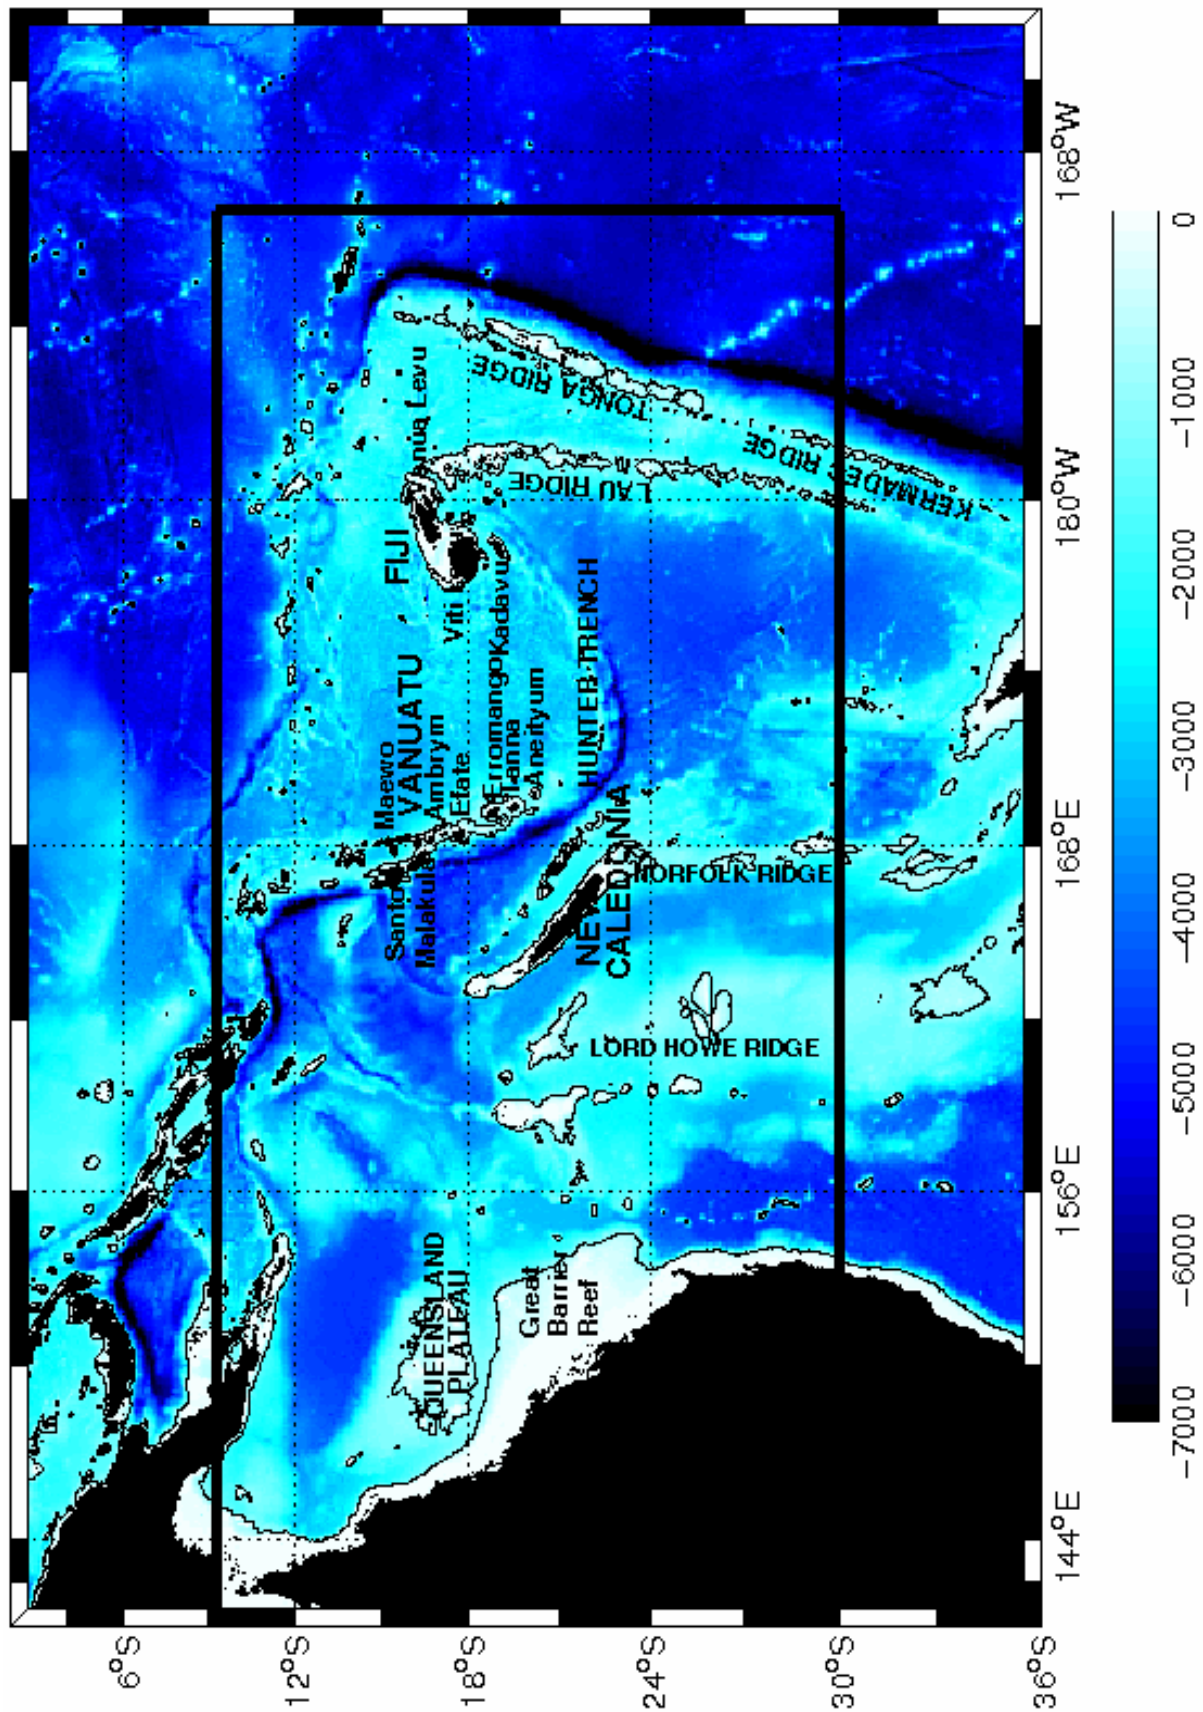 6°S
12°S
18°S
24°S
30°S
36°S
144°E
156°E
168°E
180°W
168°W
FIJI
Levu
Viti
Kadavu
Maewo
VANUATU
Ambrym
Efate
Erromango
Tanna
Aneityum
Santo
Malakula
HUNTER TRENCH
TONGA RIDGE
LAU RIDGE
KERMADEC RIDGE
NEW
CALEDONIA
NORFOLK RIDGE
LORD HOWE RIDGE
QUEENSLAND
PLATEAU
Great
Barrier
Reef
−7000
−6000
−5000
−4000
−3000
−2000
−1000
0